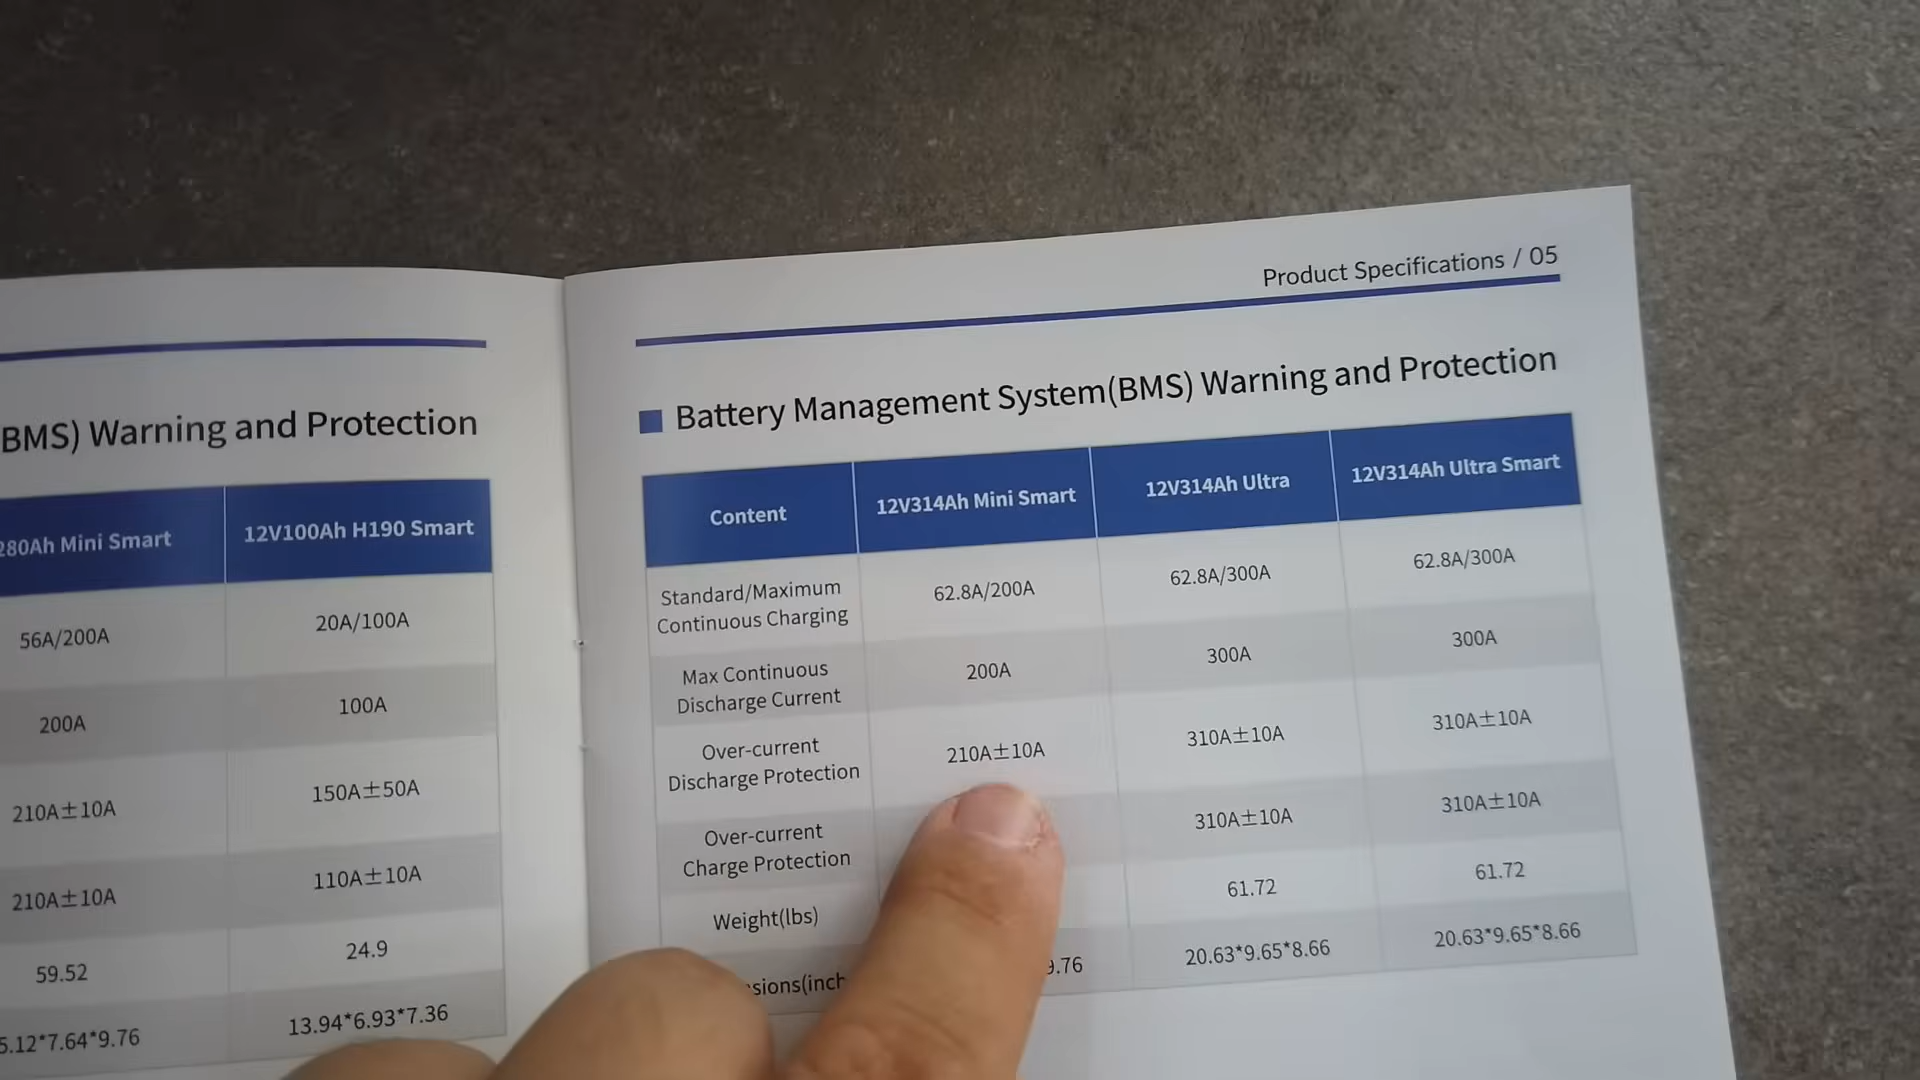 BMS) Warning and Protection
280Ah Mini Smart 12V100Ah H190 Smart
56A/200A 20A/100A
200A 100A
210A±10A 150A±50A
210A±10A 110A±10A
59.52 24.9
5.12*7.64*9.76 13.94*6.93*7.36
Product Specifications / 05
■ Battery Management System(BMS) Warning and Protection
Content 12V314Ah Mini Smart 12V314Ah Ultra 12V314Ah Ultra Smart
Standard/Maximum
Continuous Charging 62.8A/200A 62.8A/300A 62.8A/300A
Max Continuous
Discharge Current 200A 300A 300A
Over-current
Discharge Protection 210A±10A 310A±10A 310A±10A
Over-current
Charge Protection 310A±10A 310A±10A
Weight(lbs) 61.72 61.72
sions(inch 9.76 20.63*9.65*8.66 20.63*9.65*8.66